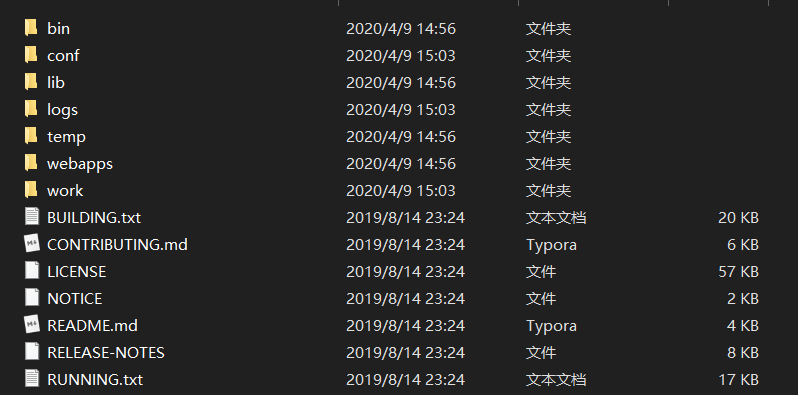 bin 2020/4/9 14:56 文件夹
conf 2020/4/9 15:03 文件夹
lib 2020/4/9 14:56 文件夹
logs 2020/4/9 15:03 文件夹
temp 2020/4/9 14:56 文件夹
webapps 2020/4/9 14:56 文件夹
work 2020/4/9 15:03 文件夹
BUILDING.txt 2019/8/14 23:24 文本文档 20 KB
CONTRIBUTING.md 2019/8/14 23:24 Typora 6 KB
LICENSE 2019/8/14 23:24 文件 57 KB
NOTICE 2019/8/14 23:24 文件 2 KB
README.md 2019/8/14 23:24 Typora 4 KB
RELEASE-NOTES 2019/8/14 23:24 文件 8 KB
RUNNING.txt 2019/8/14 23:24 文本文档 17 KB